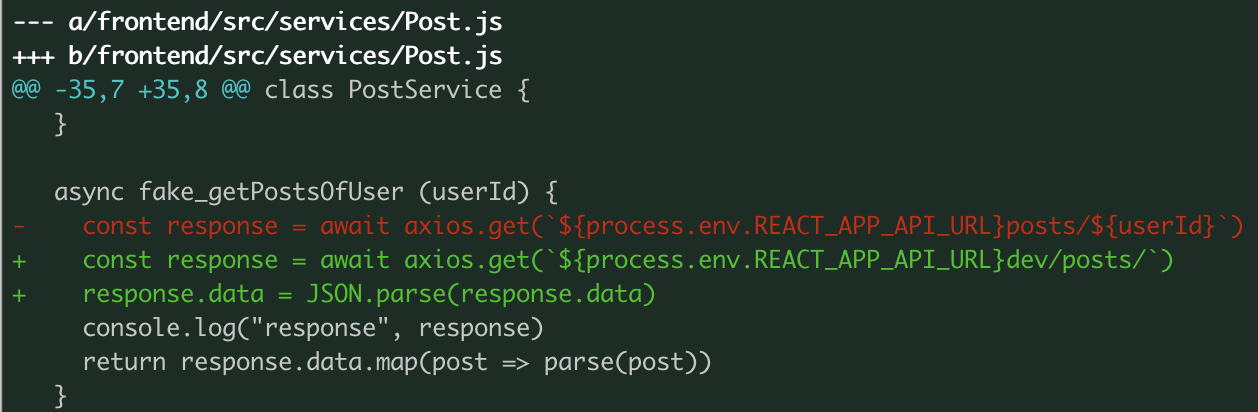 --- a/frontend/src/services/Post.js
+++ b/frontend/src/services/Post.js
@@ -35,7 +35,8 @@ class PostService {
   }

   async fake_getPostsOfUser (userId) {
-    const response = await axios.get(`${process.env.REACT_APP_API_URL}posts/${userId}`)
+    const response = await axios.get(`${process.env.REACT_APP_API_URL}dev/posts/`)
+    response.data = JSON.parse(response.data)
     console.log("response", response)
     return response.data.map(post => parse(post))
   }